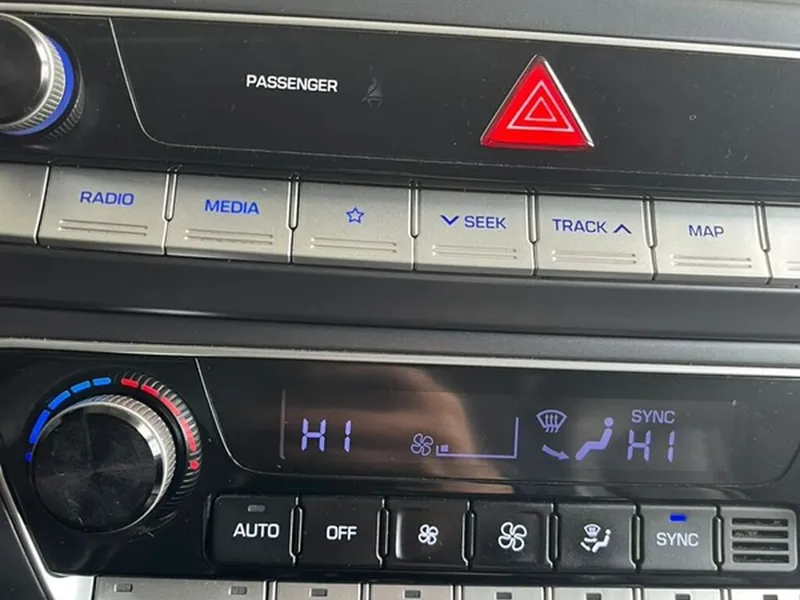 PASSENGER
RADIO MEDIA SEEK TRACK MAP
SYNC
HI HI
AUTO OFF SYNC